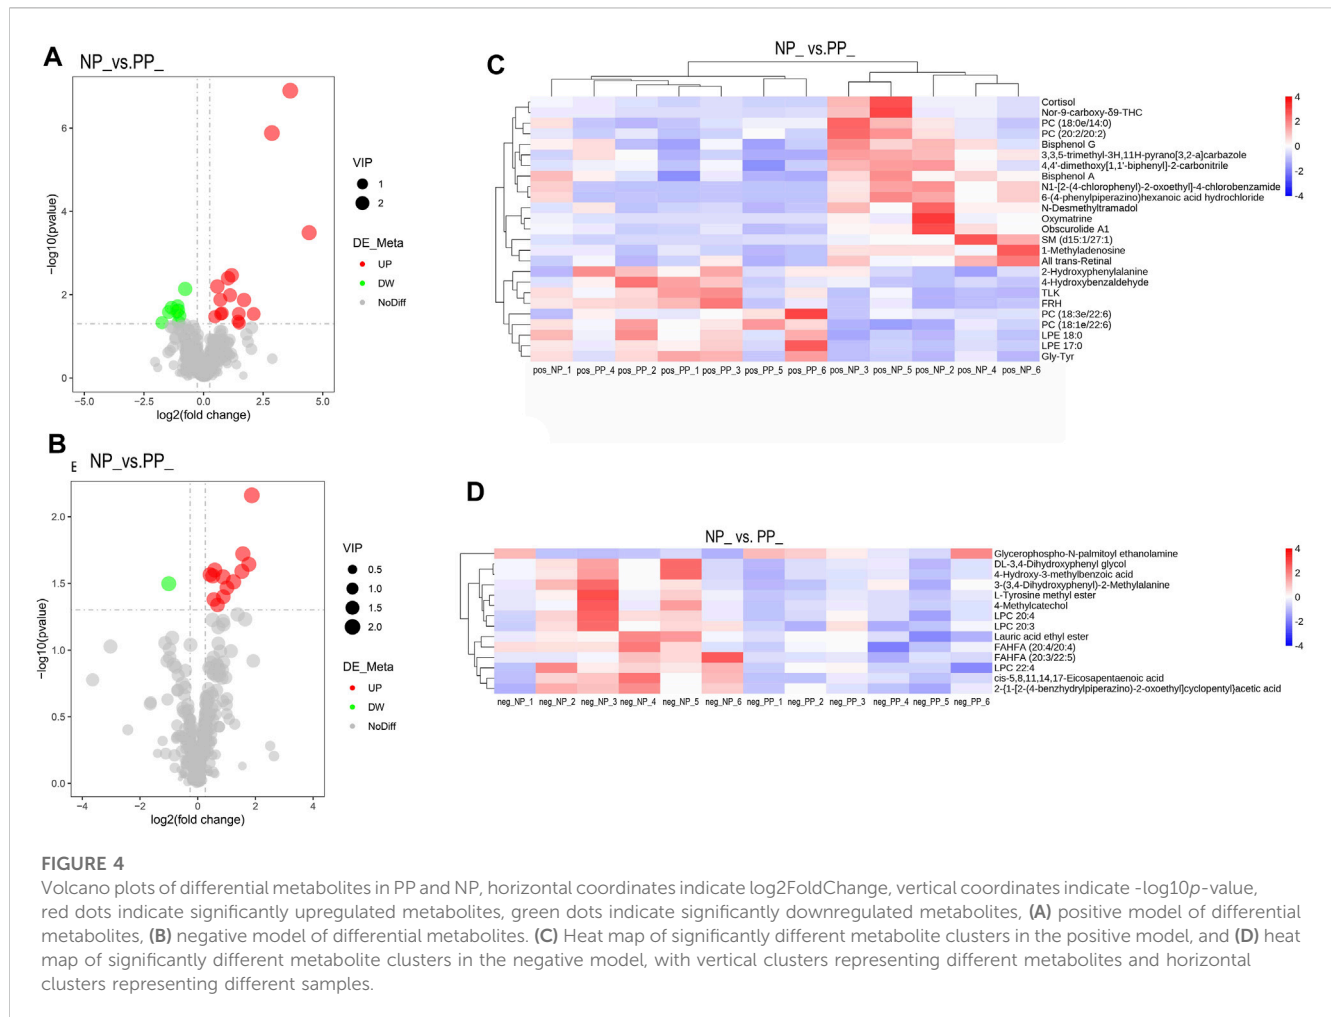 A
NP_vs.PP_
−log10(pvalue)
6
4
2
0
−5.0
−2.5
0.0
2.5
5.0
log2(fold change)
VIP
1
2
DE_Meta
UP
DW
NoDiff
B
E
NP_vs.PP_
−log10(pvalue)
2.0
1.5
1.0
0.5
0.0
−4
−2
0
2
4
log2(fold change)
VIP
0.5
1.0
1.5
2.0
DE_Meta
UP
DW
NoDiff
C
NP_ vs.PP_
Cortisol
Nor-9-carboxy-δ9-THC
PC (18:0e/14:0)
PC (20:2/20:2)
Bisphenol G
3,3,5-trimethyl-3H,11H-pyrano[3,2-a]carbazole
4,4'-dimethoxy[1,1'-biphenyl]-2-carbonitrile
Bisphenol A
N1-[2-(4-chlorophenyl)-2-oxoethyl]-4-chlorobenzamide
6-(4-phenylpiperazino)hexanoic acid hydrochloride
N-Desmethyltramadol
Oxymatrine
Obscurolide A1
SM (d15:1/27:1)
1-Methyladenosine
All trans-Retinal
2-Hydroxyphenylalanine
4-Hydroxybenzaldehyde
TLK
FRH
PC (18:3e/22:6)
PC (18:1e/22:6)
LPE 18:0
LPE 17:0
Gly-Tyr
pos_NP_1 pos_PP_4 pos_PP_2 pos_PP_1 pos_PP_3 pos_PP_5 pos_PP_6 pos_NP_3 pos_NP_5 pos_NP_2 pos_NP_4 pos_NP_6
4
2
0
-2
-4
D
NP_ vs. PP_
Glycerophospho-N-palmitoyl ethanolamine
DL-3,4-Dihydroxyphenyl glycol
4-Hydroxy-3-methylbenzoic acid
3-(3,4-Dihydroxyphenyl)-2-Methylalanine
L-Tyrosine methyl ester
4-Methylcatechol
LPC 20:4
LPC 20:3
Lauric acid ethyl ester
FAHFA (20:4/20:4)
FAHFA (20:3/22:5)
LPC 22:4
cis-5,8,11,14,17-Eicosapentaenoic acid
2-{1-[2-(4-benzhydrylpiperazino)-2-oxoethyl]cyclopentyl}acetic acid
neg_NP_1 neg_NP_2 neg_NP_3 neg_NP_4 neg_NP_5 neg_NP_6 neg_PP_1 neg_PP_2 neg_PP_3 neg_PP_4 neg_PP_5 neg_PP_6
4
2
0
-2
-4
FIGURE 4
Volcano plots of differential metabolites in PP and NP, horizontal coordinates indicate log2FoldChange, vertical coordinates indicate -log10p-value,
red dots indicate significantly upregulated metabolites, green dots indicate significantly downregulated metabolites, (A) positive model of differential
metabolites, (B) negative model of differential metabolites. (C) Heat map of significantly different metabolite clusters in the positive model, and (D) heat
map of significantly different metabolite clusters in the negative model, with vertical clusters representing different metabolites and horizontal
clusters representing different samples.